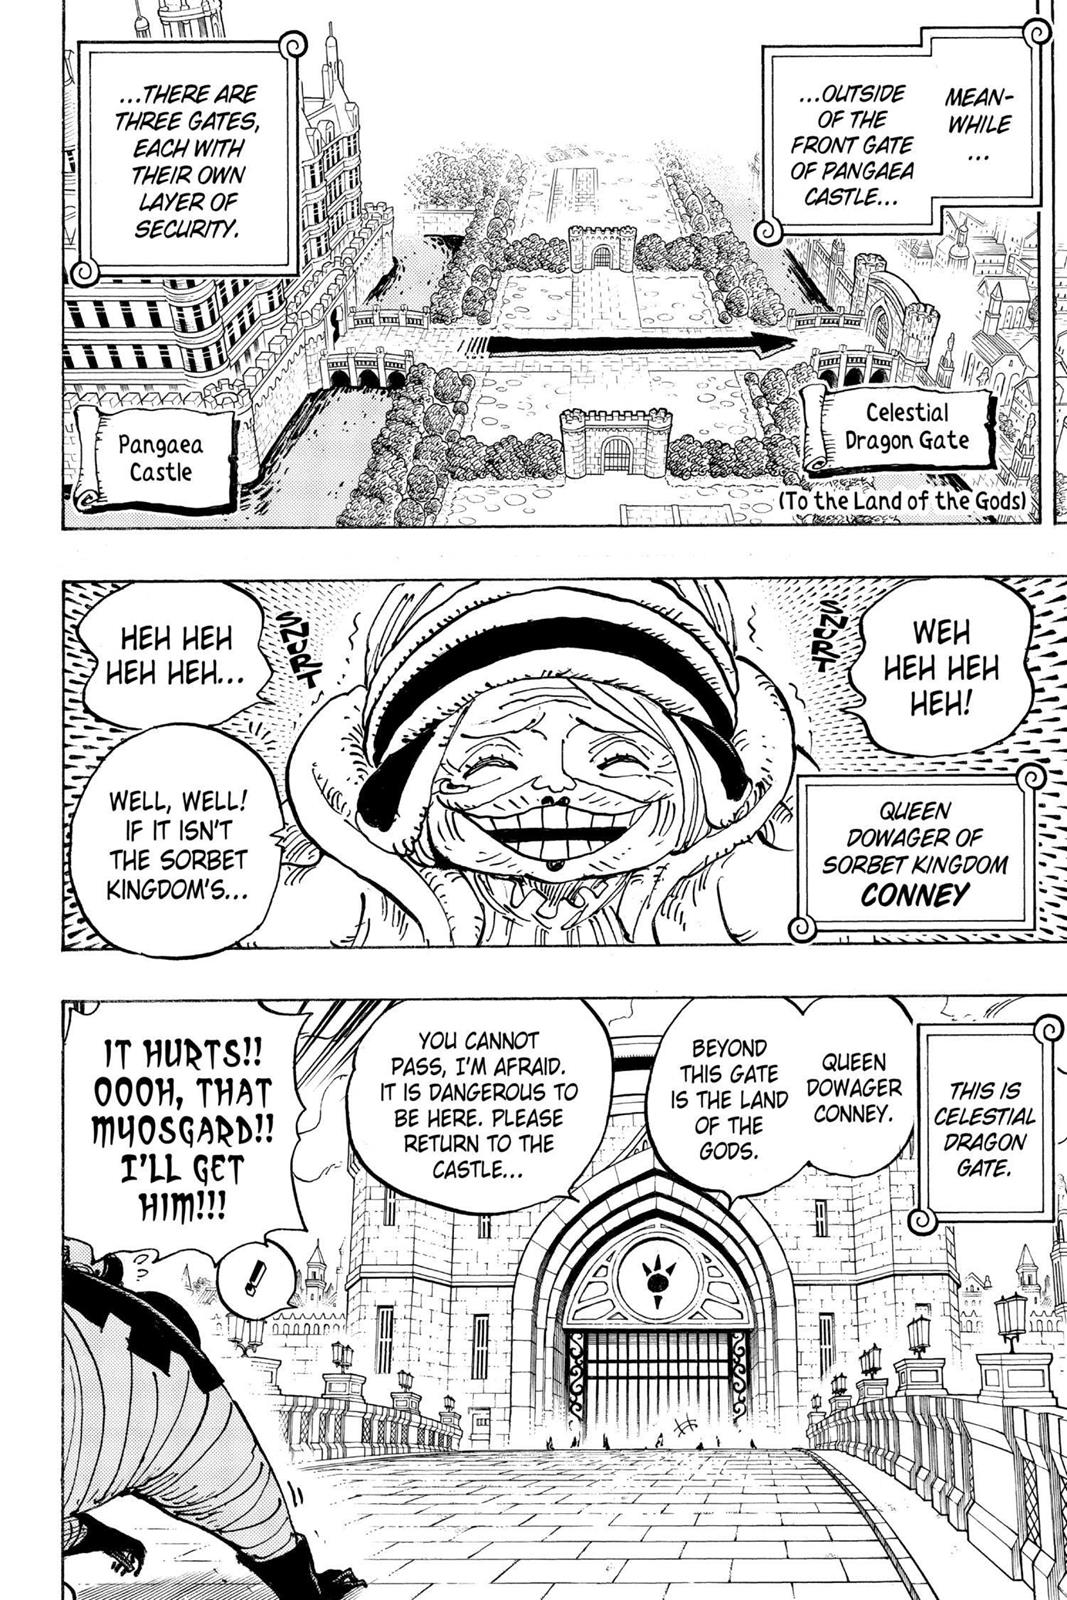 MEAN-
WHILE
...
...OUTSIDE
OF THE
FRONT GATE
OF PANGAEA
CASTLE...
...THERE ARE
THREE GATES,
EACH WITH
THEIR OWN
LAYER OF
SECURITY.
Celestial
Dragon Gate
(To the Land of the Gods)
Pangaea
Castle
WEH
HEH HEH
HEH!
SNURT
QUEEN
DOWAGER OF
SORBET KINGDOM
CONNEY
SNURT
HEH HEH
HEH HEH...
WELL, WELL!
IF IT ISN'T
THE SORBET
KINGDOM'S...
THIS IS
CELESTIAL
DRAGON
GATE.
QUEEN
DOWAGER
CONNEY.
BEYOND
THIS GATE
IS THE LAND
OF THE
GODS.
YOU CANNOT
PASS, I'M AFRAID.
IT IS DANGEROUS TO
BE HERE. PLEASE
RETURN TO THE
CASTLE...
IT HURTS!!
OOOH, THAT
MYOSGARD!!
I'LL GET
HIM!!!
!
??